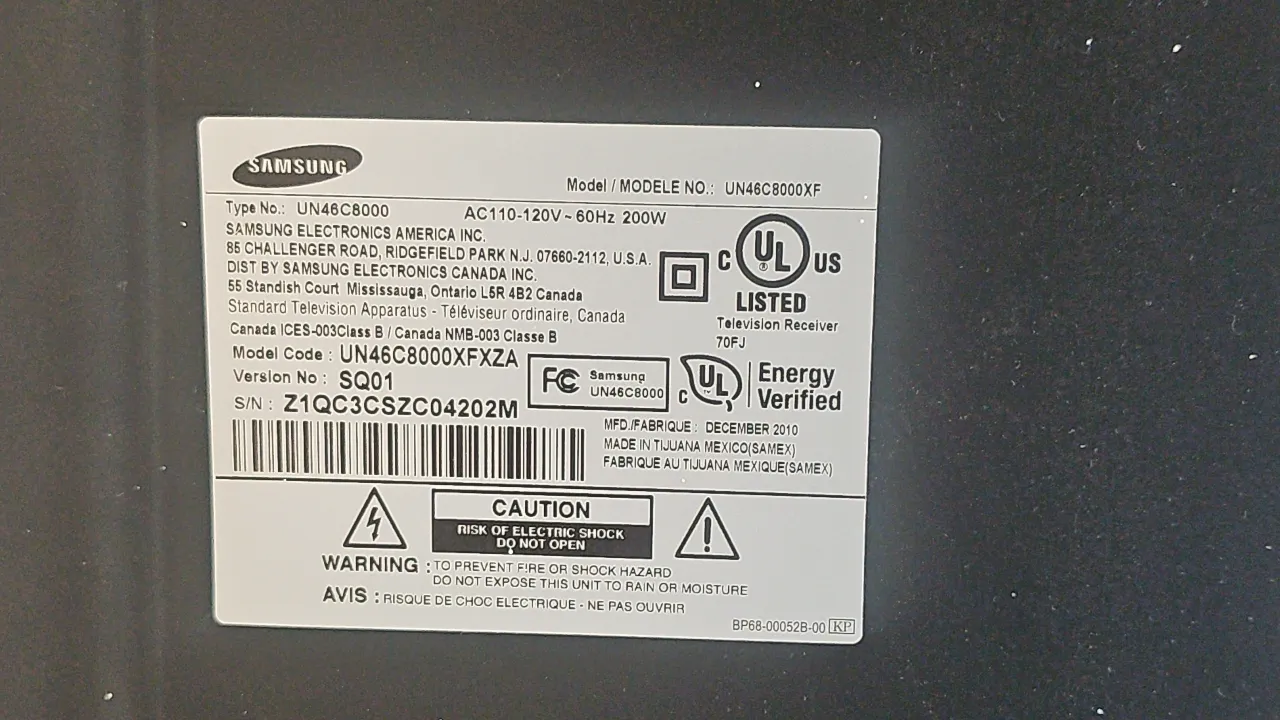 SAMSUNG
Model / MODELE NO.: UN46C8000XF
Type No.: UN46C8000 AC110-120V~60Hz 200W
SAMSUNG ELECTRONICS AMERICA INC.
85 CHALLENGER ROAD, RIDGEFIELD PARK N.J. 07660-2112, U.S.A.
DIST BY SAMSUNG ELECTRONICS CANADA INC.
55 Standish Court Mississauga, Ontario L5R 4B2 Canada
Standard Television Apparatus - Téléviseur ordinaire, Canada
Canada ICES-003Class B / Canada NMB-003 Classe B
Model Code : UN46C8000XFXZA
Version No : SQ01
S/N : Z1QC3CSZC04202M
C UL ® US
LISTED
Television Receiver
70FJ
FC Samsung
UN46C8000
C UL Energy
Verified
MFD./FABRIQUE : DECEMBER 2010
MADE IN TIJUANA MEXICO(SAMEX)
FABRIQUE AU TIJUANA MEXIQUE(SAMEX)
CAUTION
RISK OF ELECTRIC SHOCK
DO NOT OPEN
WARNING : TO PREVENT FIRE OR SHOCK HAZARD
DO NOT EXPOSE THIS UNIT TO RAIN OR MOISTURE
AVIS : RISQUE DE CHOC ELECTRIQUE - NE PAS OUVRIR
BP68-00052B-00 KP